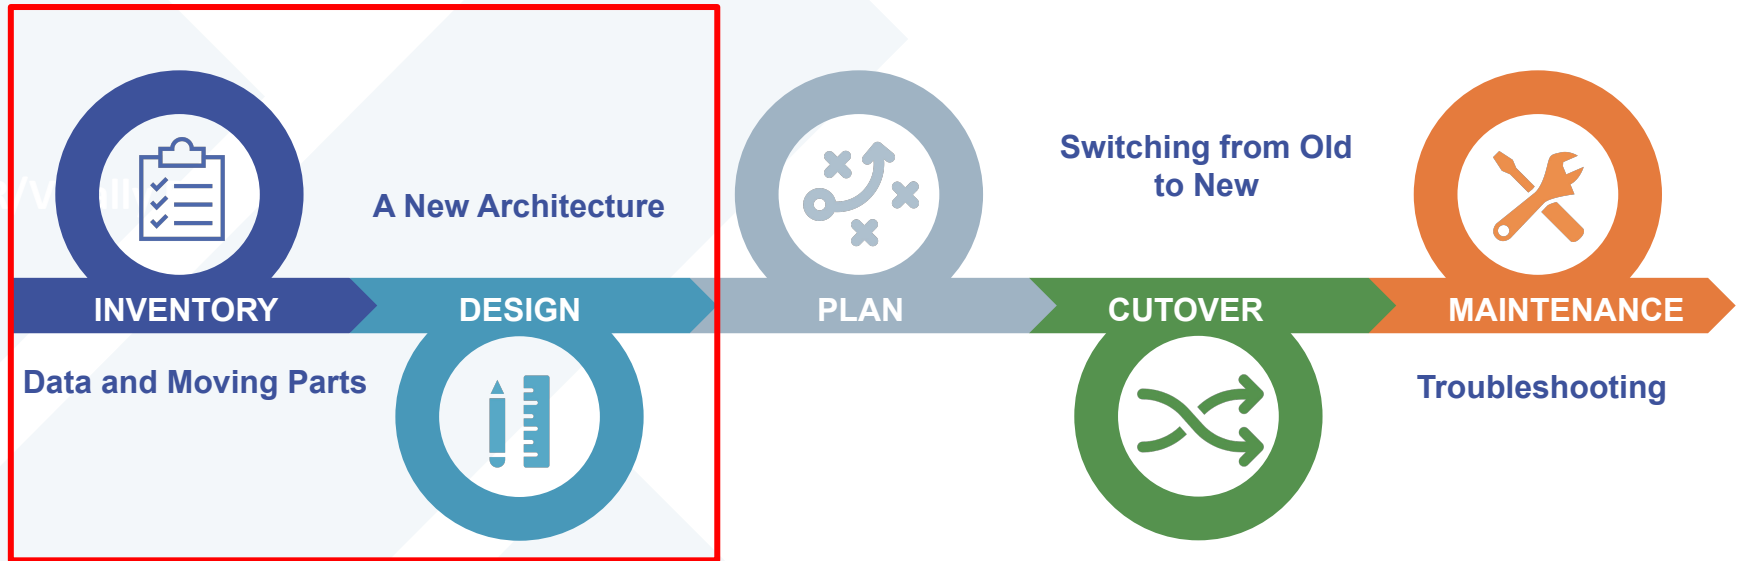 A New Architecture
Switching from Old
to New
INVENTORY
DESIGN
PLAN
CUTOVER
MAINTENANCE
Data and Moving Parts
Troubleshooting